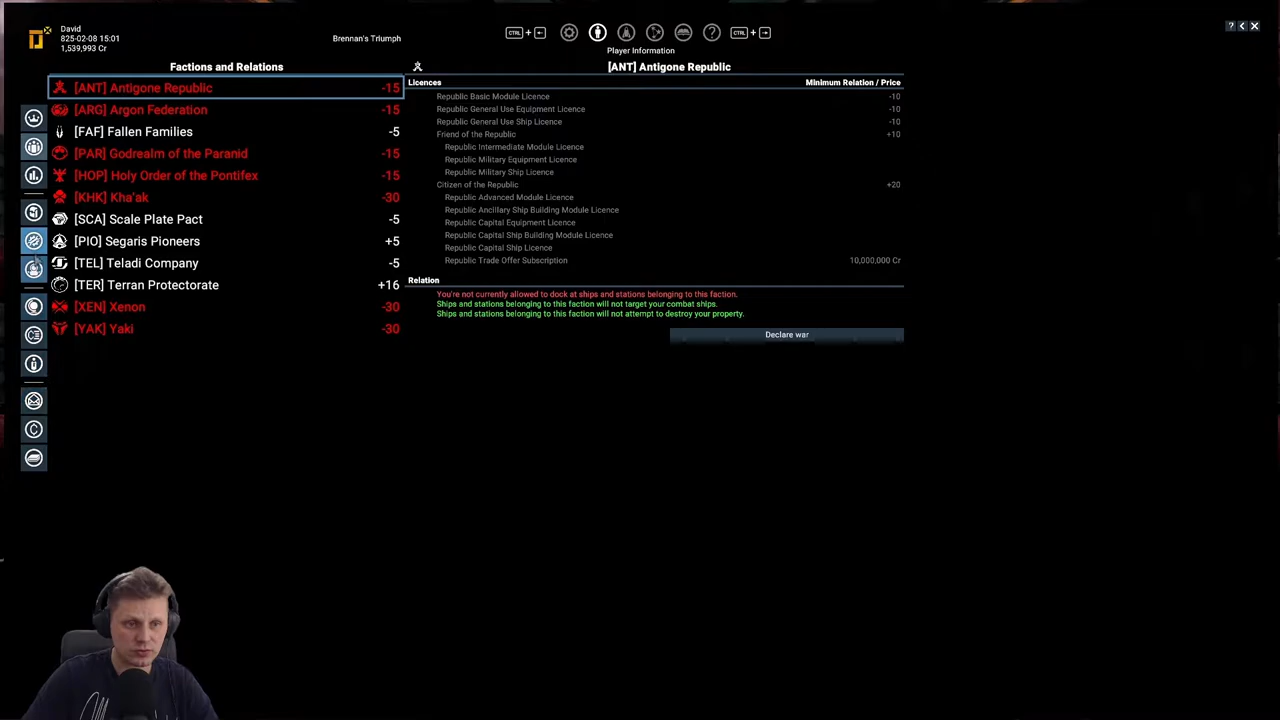 David
825-02-08 15:01
1,539,993 Cr
Brennan's Triumph
CTRL +
CTRL +
Player Information
Factions and Relations
[ANT] Antigone Republic -15
[ARG] Argon Federation -15
[FAF] Fallen Families -5
[PAR] Godrealm of the Paranid -15
[HOP] Holy Order of the Pontifex -15
[KHK] Kha'ak -30
[SCA] Scale Plate Pact -5
[PIO] Segaris Pioneers +5
[TEL] Teladi Company -5
[TER] Terran Protectorate +16
[XEN] Xenon -30
[YAK] Yaki -30
[ANT] Antigone Republic
Licences Minimum Relation / Price
Republic Basic Module Licence -10
Republic General Use Equipment Licence -10
Republic General Use Ship Licence -10
Friend of the Republic +10
Republic Intermediate Module Licence
Republic Military Equipment Licence
Republic Military Ship Licence
Citizen of the Republic +20
Republic Advanced Module Licence
Republic Ancillary Ship Building Module Licence
Republic Capital Equipment Licence
Republic Capital Ship Building Module Licence
Republic Capital Ship Licence
Republic Trade Offer Subscription 10,000,000 Cr
Relation
You're not currently allowed to dock at ships and stations belonging to this faction.
Ships and stations belonging to this faction will not target your combat ships.
Ships and stations belonging to this faction will not attempt to destroy your property.
Declare war